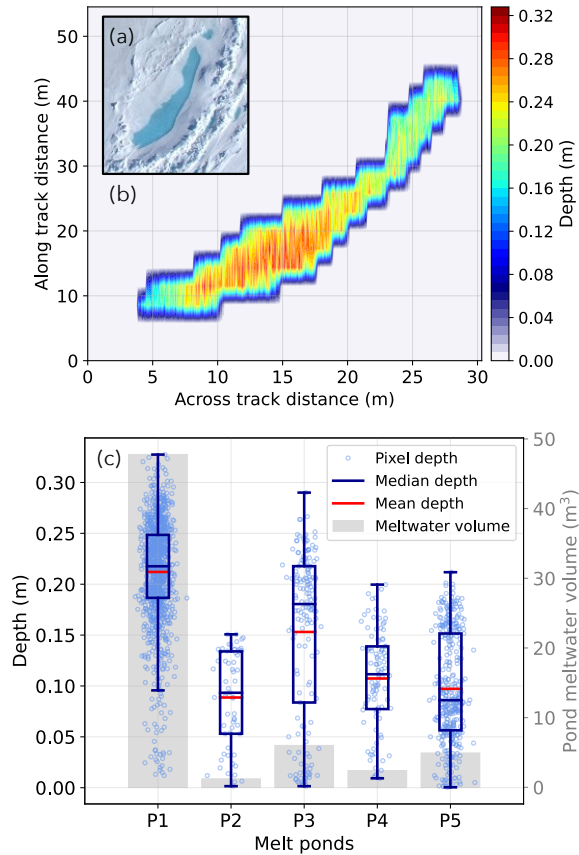 (a)
(b)
50
40
30
20
10
0
Along track distance (m)
0
5
10
15
20
25
30
Across track distance (m)
0.32
0.28
0.24
0.20
0.16
0.12
0.08
0.04
0.00
Depth (m)
(c)
Pixel depth
Median depth
Mean depth
Meltwater volume
0.30
0.25
0.20
0.15
0.10
0.05
0.00
Depth (m)
50
40
30
20
10
0
Pond meltwater volume (m³)
P1
P2
P3
P4
P5
Melt ponds